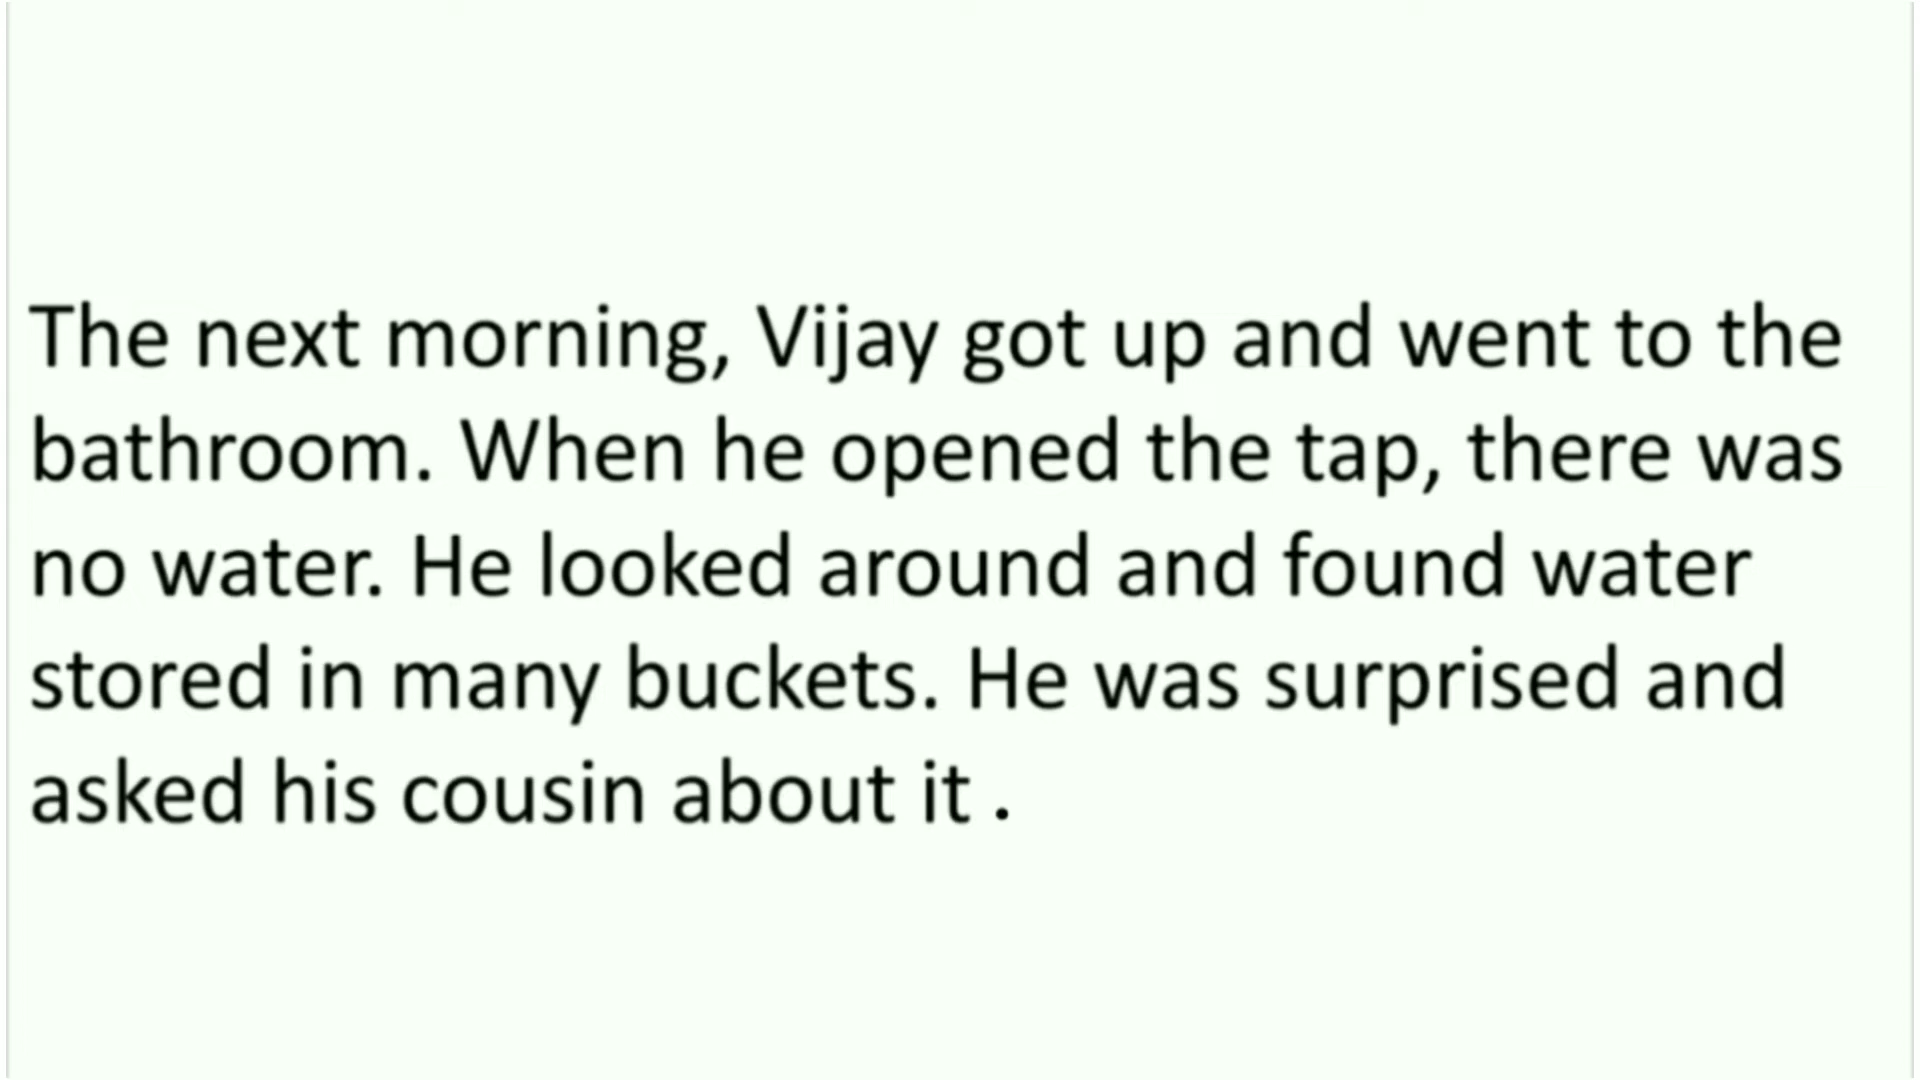 The next morning, Vijay got up and went to the
bathroom. When he opened the tap, there was
no water. He looked around and found water
stored in many buckets. He was surprised and
asked his cousin about it .